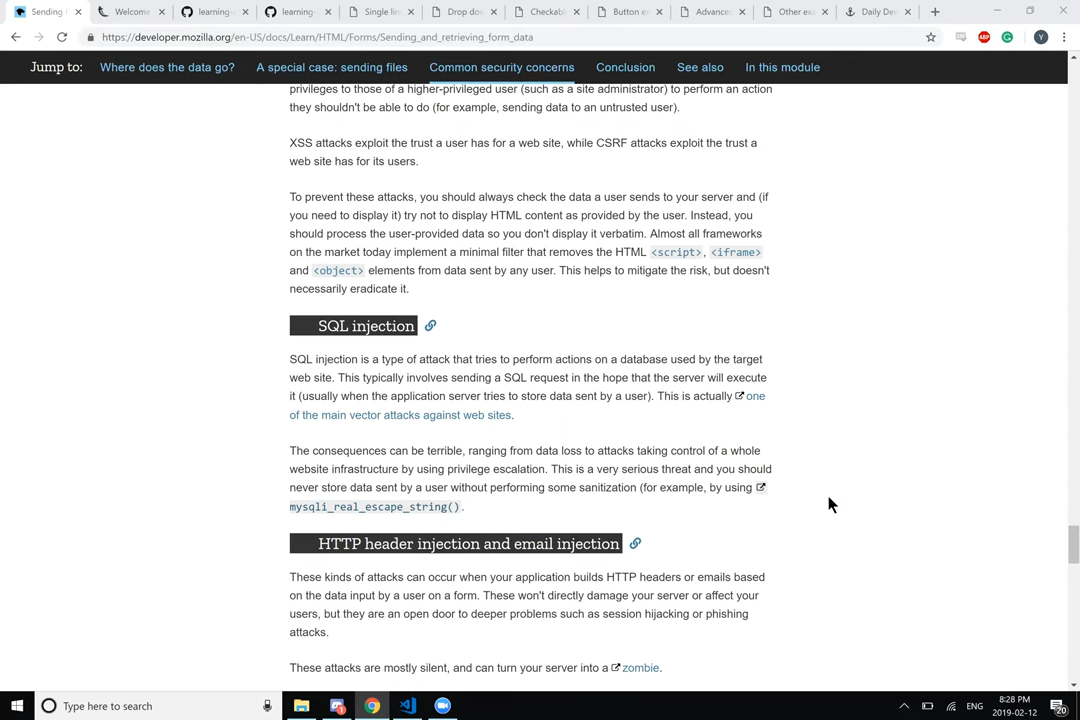 Sending f
Welcome
learning-
learning-
Single lin
Drop dow
Checkabl
Button ex
Advanced
Other exa
Daily Dev
https://developer.mozilla.org/en-US/docs/Learn/HTML/Forms/Sending_and_retrieving_form_data
ABP
Y
Jump to: Where does the data go? A special case: sending files Common security concerns Conclusion See also In this module
privileges to those of a higher-privileged user (such as a site administrator) to perform an action
they shouldn't be able to do (for example, sending data to an untrusted user).
XSS attacks exploit the trust a user has for a web site, while CSRF attacks exploit the trust a
web site has for its users.
To prevent these attacks, you should always check the data a user sends to your server and (if
you need to display it) try not to display HTML content as provided by the user. Instead, you
should process the user-provided data so you don't display it verbatim. Almost all frameworks
on the market today implement a minimal filter that removes the HTML <script>, <iframe>
and <object> elements from data sent by any user. This helps to mitigate the risk, but doesn't
necessarily eradicate it.
SQL injection
SQL injection is a type of attack that tries to perform actions on a database used by the target
web site. This typically involves sending a SQL request in the hope that the server will execute
it (usually when the application server tries to store data sent by a user). This is actually one
of the main vector attacks against web sites.
The consequences can be terrible, ranging from data loss to attacks taking control of a whole
website infrastructure by using privilege escalation. This is a very serious threat and you should
never store data sent by a user without performing some sanitization (for example, by using
mysqli_real_escape_string().
HTTP header injection and email injection
These kinds of attacks can occur when your application builds HTTP headers or emails based
on the data input by a user on a form. These won't directly damage your server or affect your
users, but they are an open door to deeper problems such as session hijacking or phishing
attacks.
These attacks are mostly silent, and can turn your server into a zombie.
Type here to search
ENG
8:28 PM
2019-02-12
20